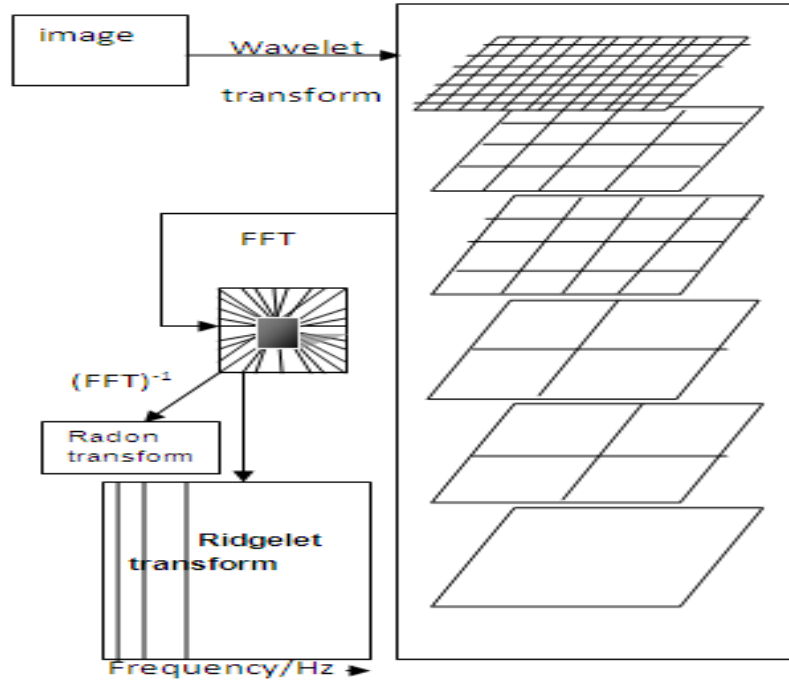 image
Wavelet
transform
FFT
(FFT)⁻¹
Radon
transform
Ridgelet
transform
Frequency/Hz